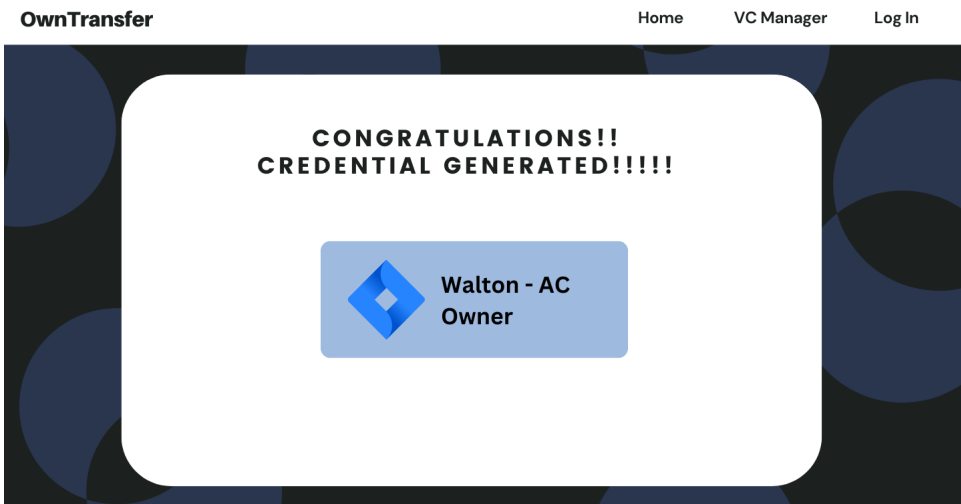 OwnTransfer Home VC Manager Log In
CONGRATULATIONS!!
CREDENTIAL GENERATED!!!!!
Walton - AC
Owner